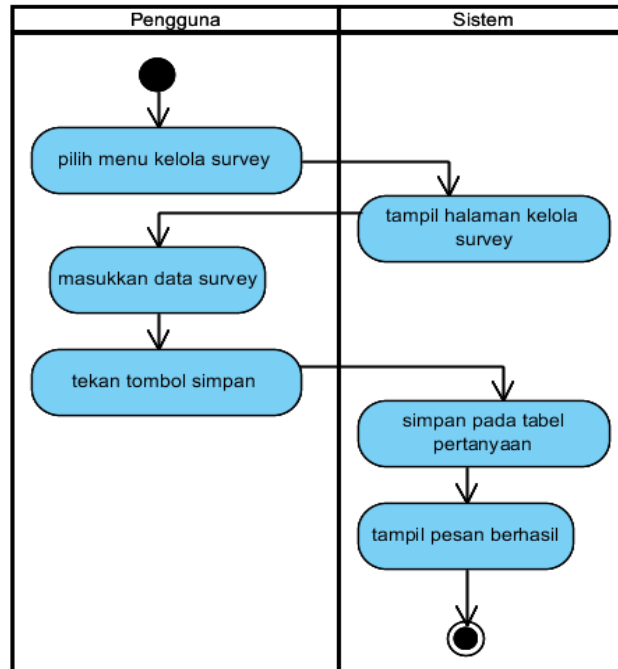 Pengguna
Sistem
pilih menu kelola survey
tampil halaman kelola
survey
masukkan data survey
tekan tombol simpan
simpan pada tabel
pertanyaan
tampil pesan berhasil